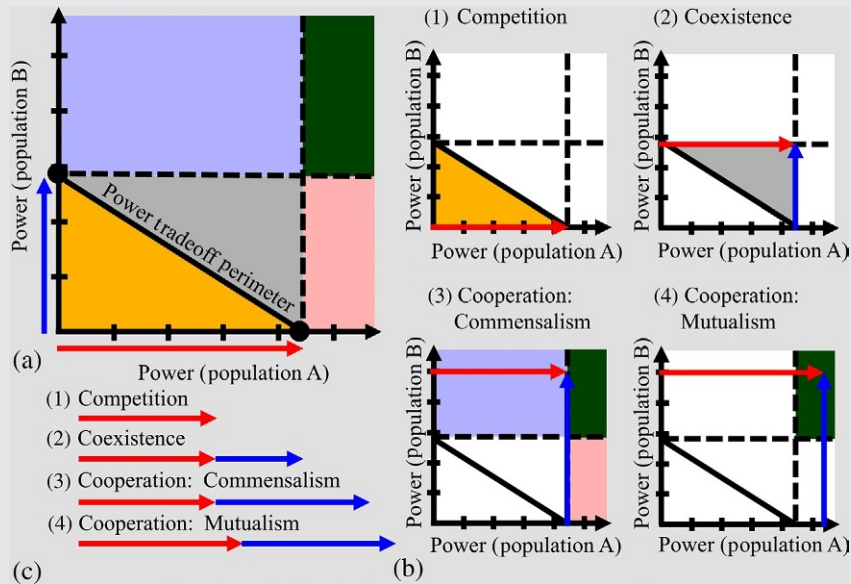 Power (population B)
Power tradeoff perimeter
Power (population A)
(a)
(1) Competition
(2) Coexistence
(3) Cooperation: Commensalism
(4) Cooperation: Mutualism
(c)
(1) Competition
Power (population B)
Power (population A)
(2) Coexistence
Power (population B)
Power (population A)
(3) Cooperation:
Commensalism
Power (population B)
Power (population A)
(4) Cooperation:
Mutualism
Power (population B)
Power (population A)
(b)